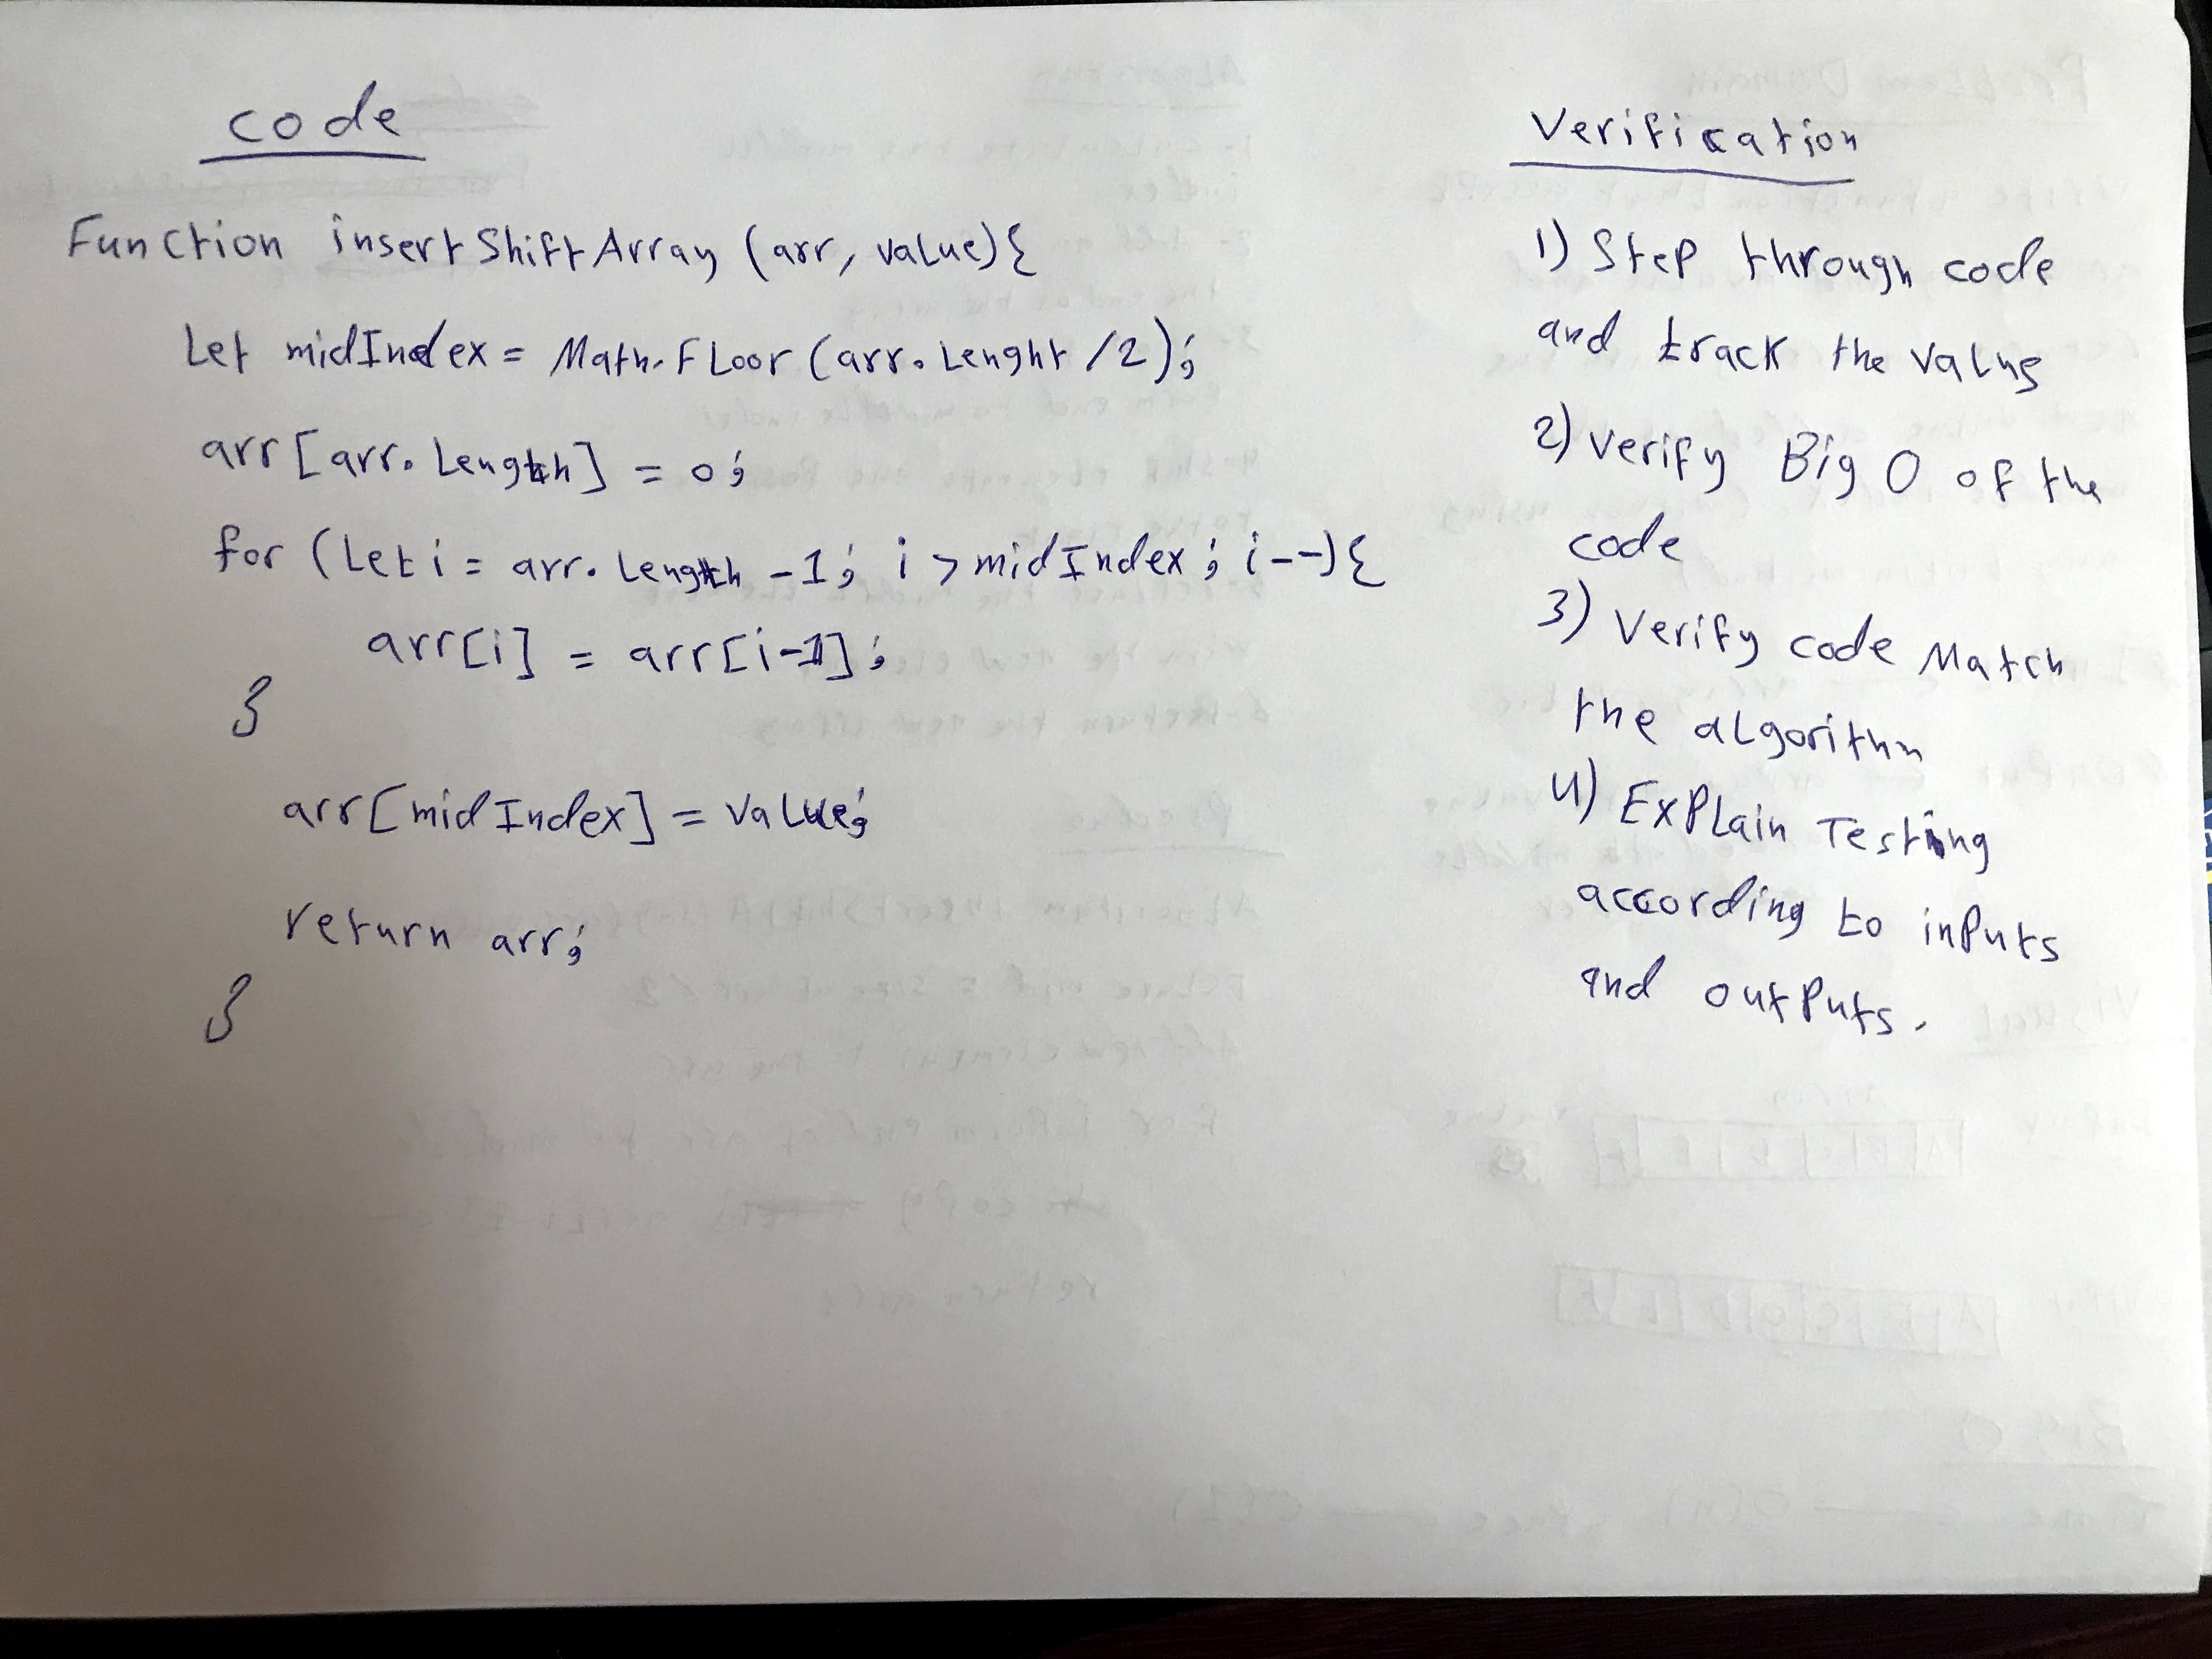 Code
Function insertShiftArray (arr, value){
Let midIndex = Math.Floor(arr.Lenght/2);
arr[arr.Length] = 0;
for (Let i = arr.Length -1; i > midIndex; i--){
arr[i] = arr[i-1];
}
arr[midIndex] = value;
return arr;
}
Verification
1) Step through code
and track the value
2) Verify Big O of the
code
3) Verify code Match
the algorithm
4) Explain Testing
according to inputs
and outputs.